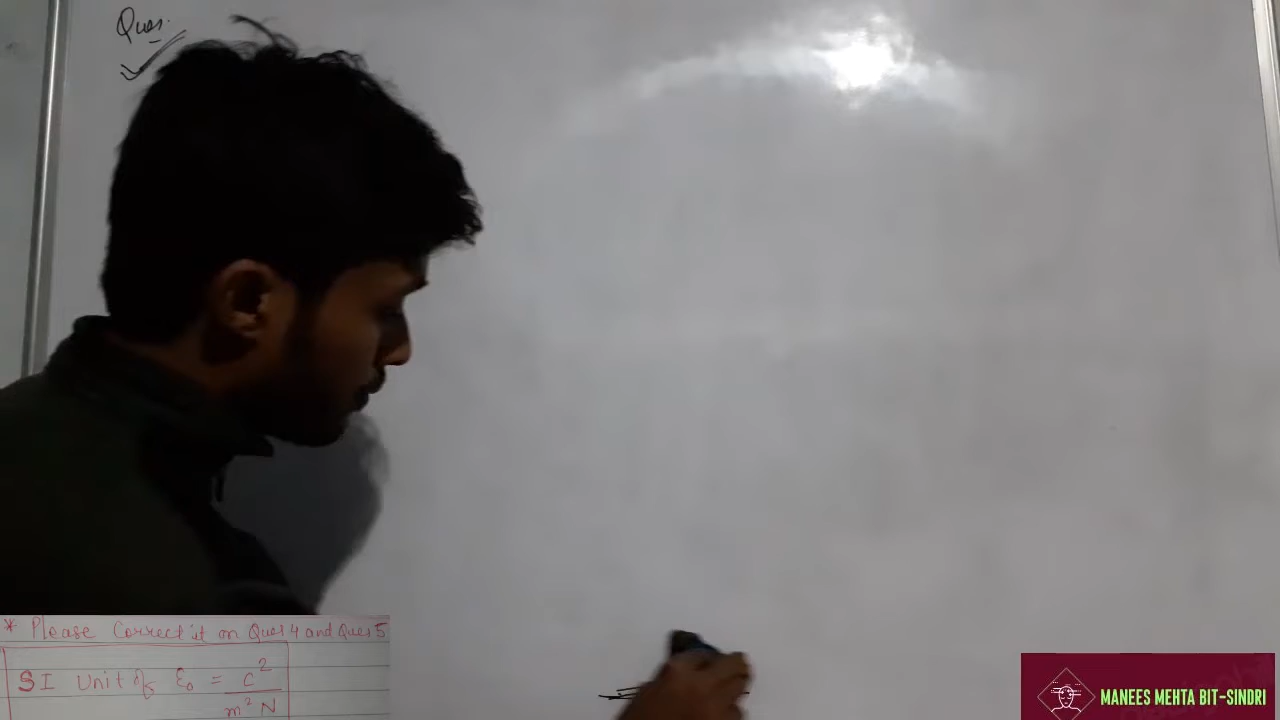 Ques.
* Please Correct it on Ques 4 and Ques 5
SI Unit of ε₀ = C²/m² N
MANEES MEHTA BIT-SINDRI